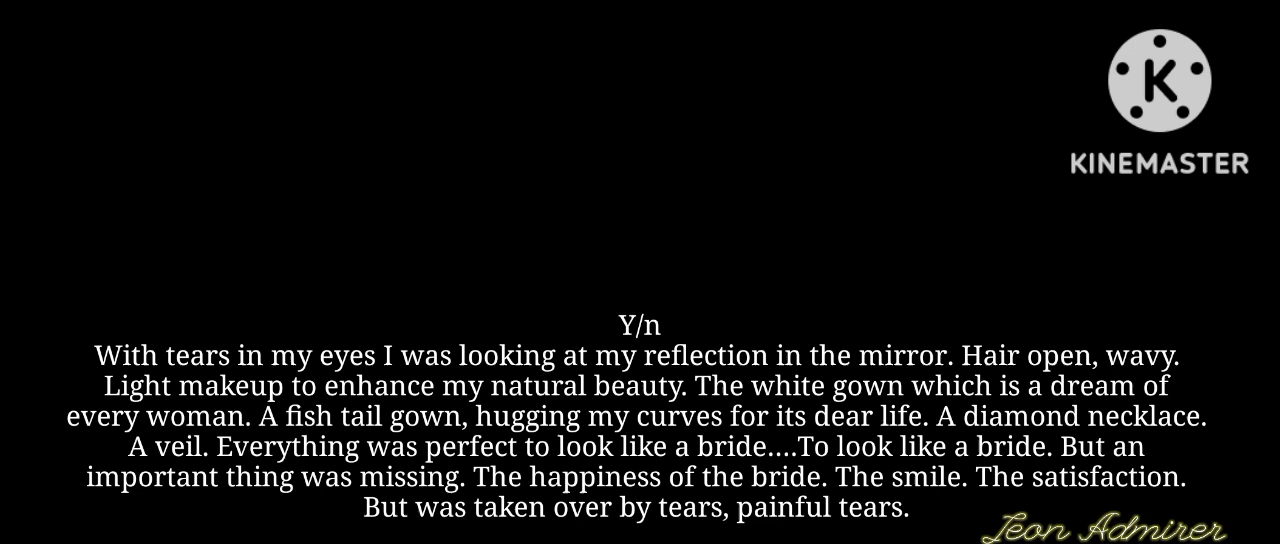 K
KINEMASTER
Y/n
With tears in my eyes I was looking at my reflection in the mirror. Hair open, wavy.
Light makeup to enhance my natural beauty. The white gown which is a dream of
every woman. A fish tail gown, hugging my curves for its dear life. A diamond necklace.
A veil. Everything was perfect to look like a bride....To look like a bride. But an
important thing was missing. The happiness of the bride. The smile. The satisfaction.
But was taken over by tears, painful tears.
Jeon Admirer